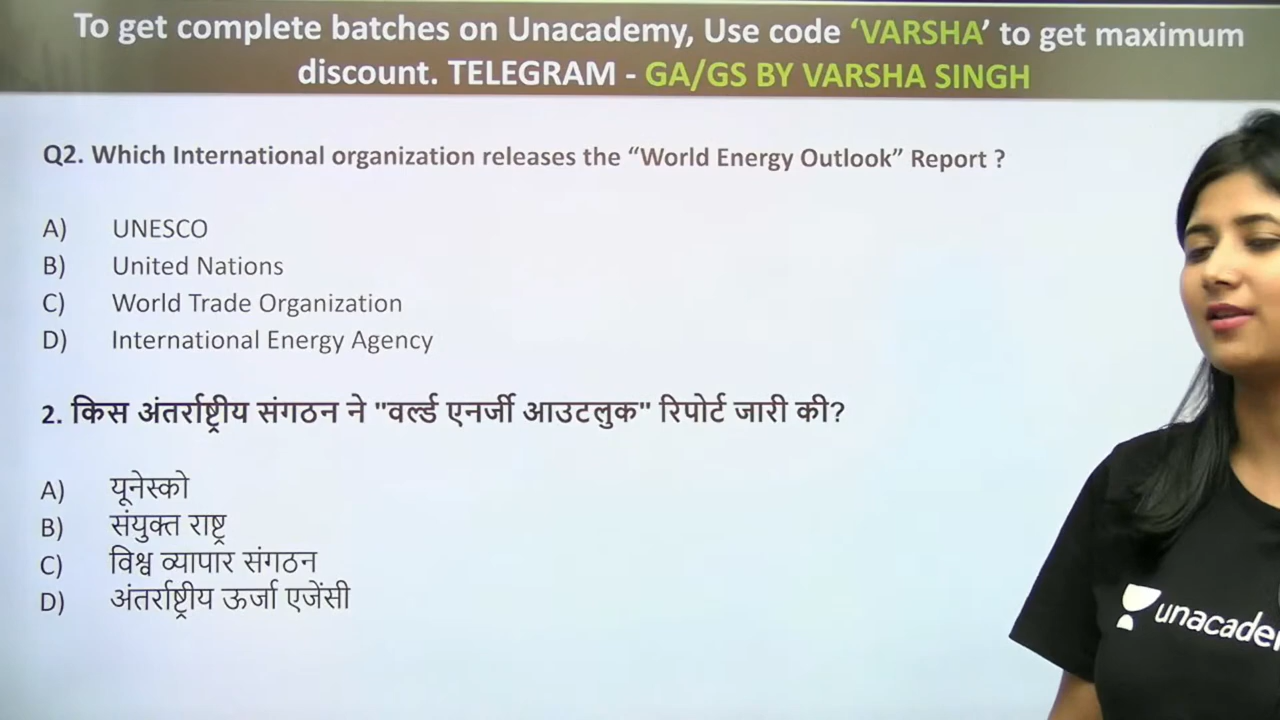 To get complete batches on Unacademy, Use code ‘VARSHA’ to get maximum
discount. TELEGRAM - GA/GS BY VARSHA SINGH
Q2. Which International organization releases the “World Energy Outlook” Report ?
A) UNESCO
B) United Nations
C) World Trade Organization
D) International Energy Agency
2. किस अंतर्राष्ट्रीय संगठन ने "वर्ल्ड एनर्जी आउटलुक" रिपोर्ट जारी की?
A) यूनेस्को
B) संयुक्त राष्ट्र
C) विश्व व्यापार संगठन
D) अंतर्राष्ट्रीय ऊर्जा एजेंसी